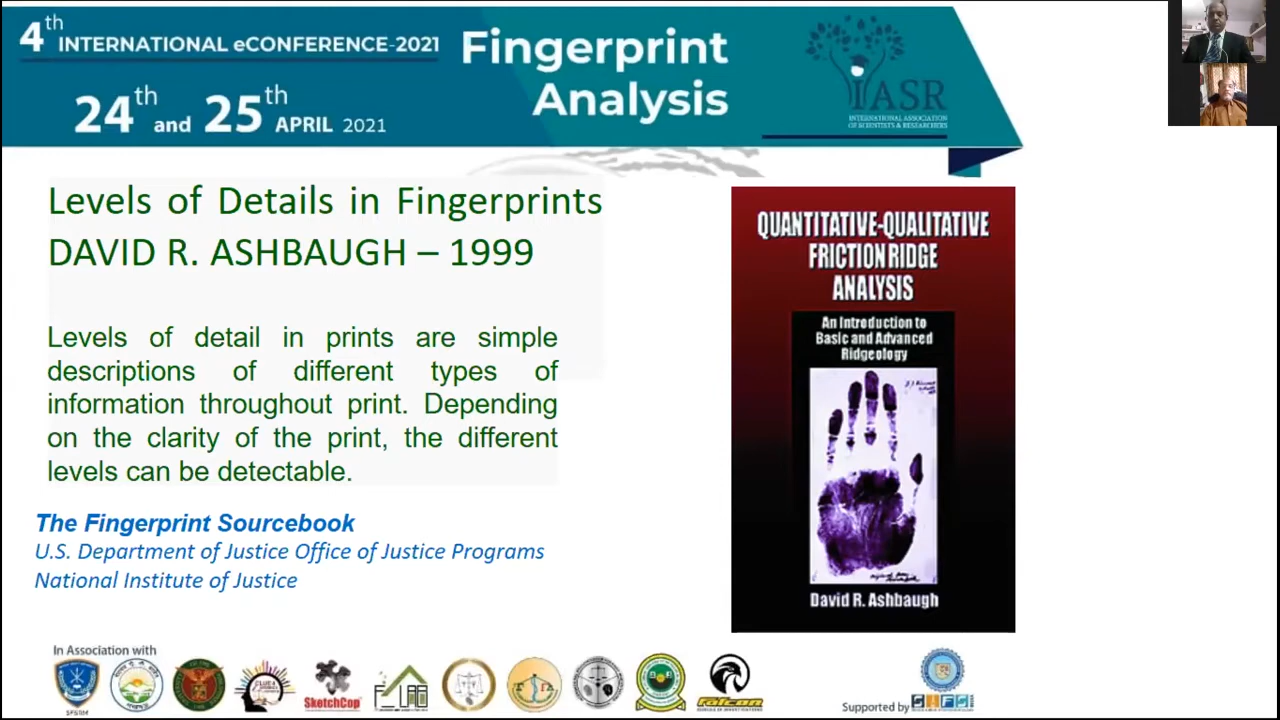 4th INTERNATIONAL eCONFERENCE-2021
24th and 25th APRIL 2021
Fingerprint
Analysis
IASR
INTERNATIONAL ASSOCIATION
OF SCIENTISTS & RESEARCHERS
Levels of Details in Fingerprints
DAVID R. ASHBAUGH – 1999
Levels of detail in prints are simple
descriptions of different types of
information throughout print. Depending
on the clarity of the print, the different
levels can be detectable.
The Fingerprint Sourcebook
U.S. Department of Justice Office of Justice Programs
National Institute of Justice
QUANTITATIVE-QUALITATIVE
FRICTION RIDGE
ANALYSIS
An Introduction to
Basic and Advanced
Ridgeology
David R. Ashbaugh
In Association with
SketchCop
falcon
Supported by
SIFS